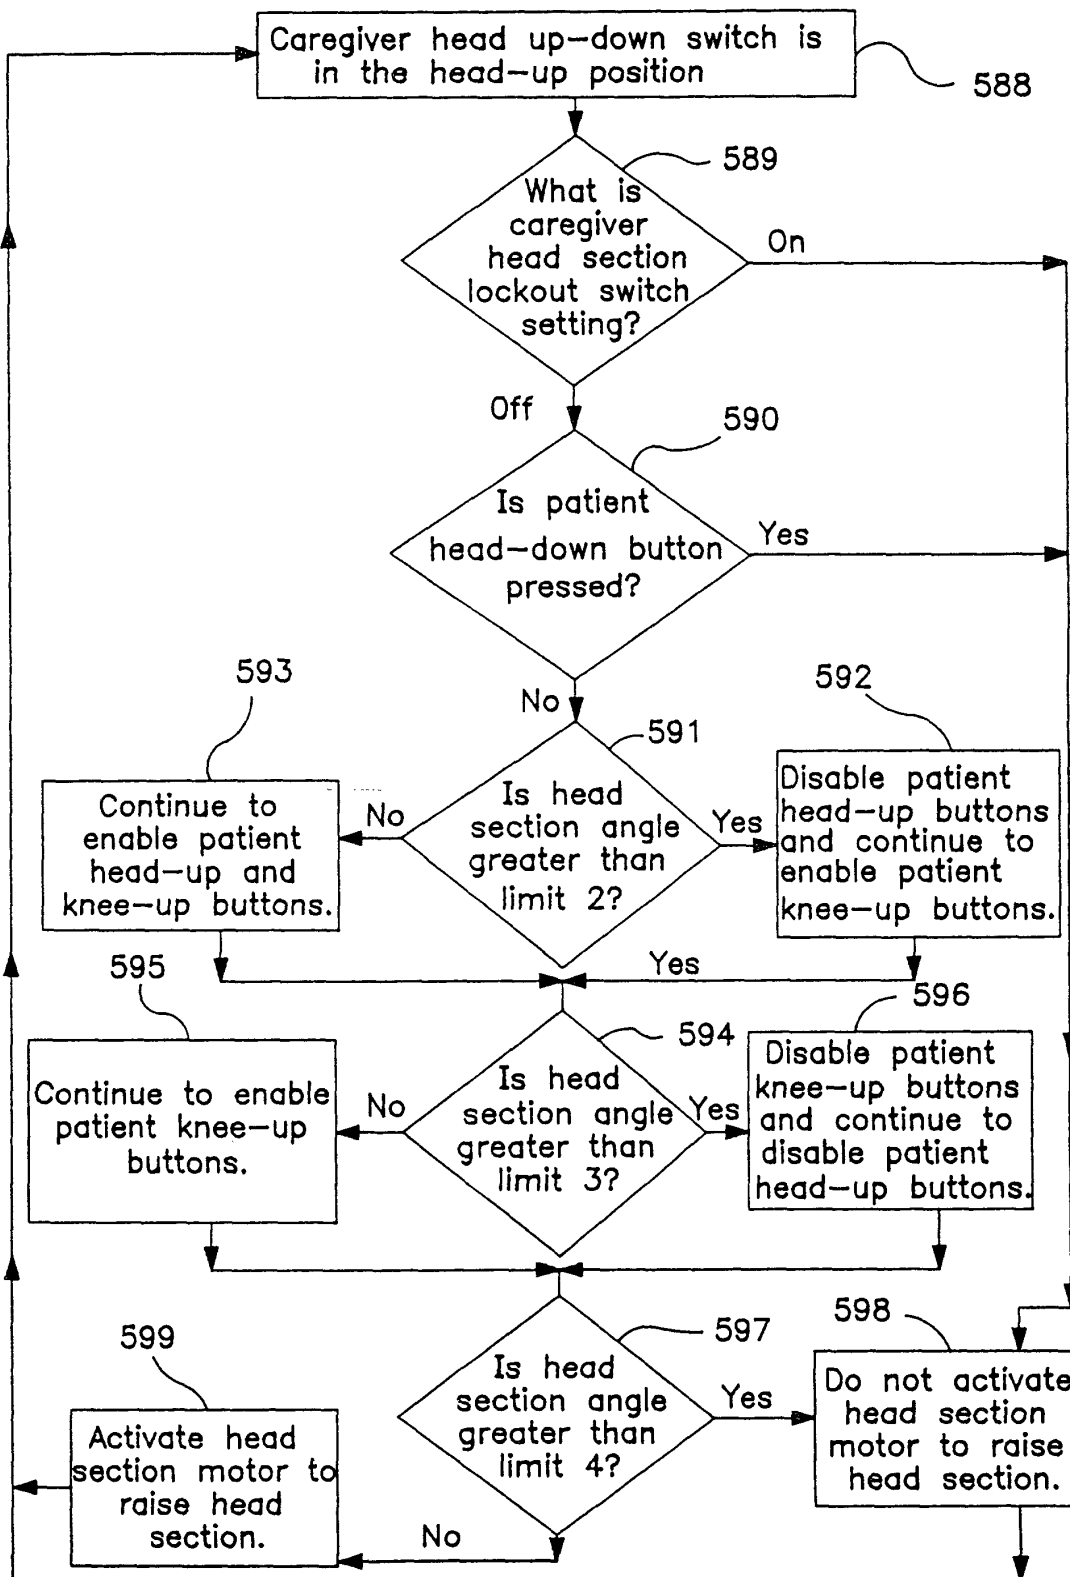 Caregiver head up-down switch is
in the head-up position
588
589
What is
caregiver
head section
lockout switch
setting?
On
Off
590
Is patient
head-down button
pressed?
Yes
No
593
592
591
Is head
section angle
greater than
limit 2?
No
Yes
Continue to
enable patient
head-up and
knee-up buttons.
Disable patient
head-up buttons
and continue to
enable patient
knee-up buttons.
Yes
595
596
594
Is head
section angle
greater than
limit 3?
No
Yes
Continue to enable
patient knee-up
buttons.
Disable patient
knee-up buttons
and continue to
disable patient
head-up buttons.
597
598
599
Is head
section angle
greater than
limit 4?
Yes
Do not activate
head section
motor to raise
head section.
Activate head
section motor to
raise head
section.
No